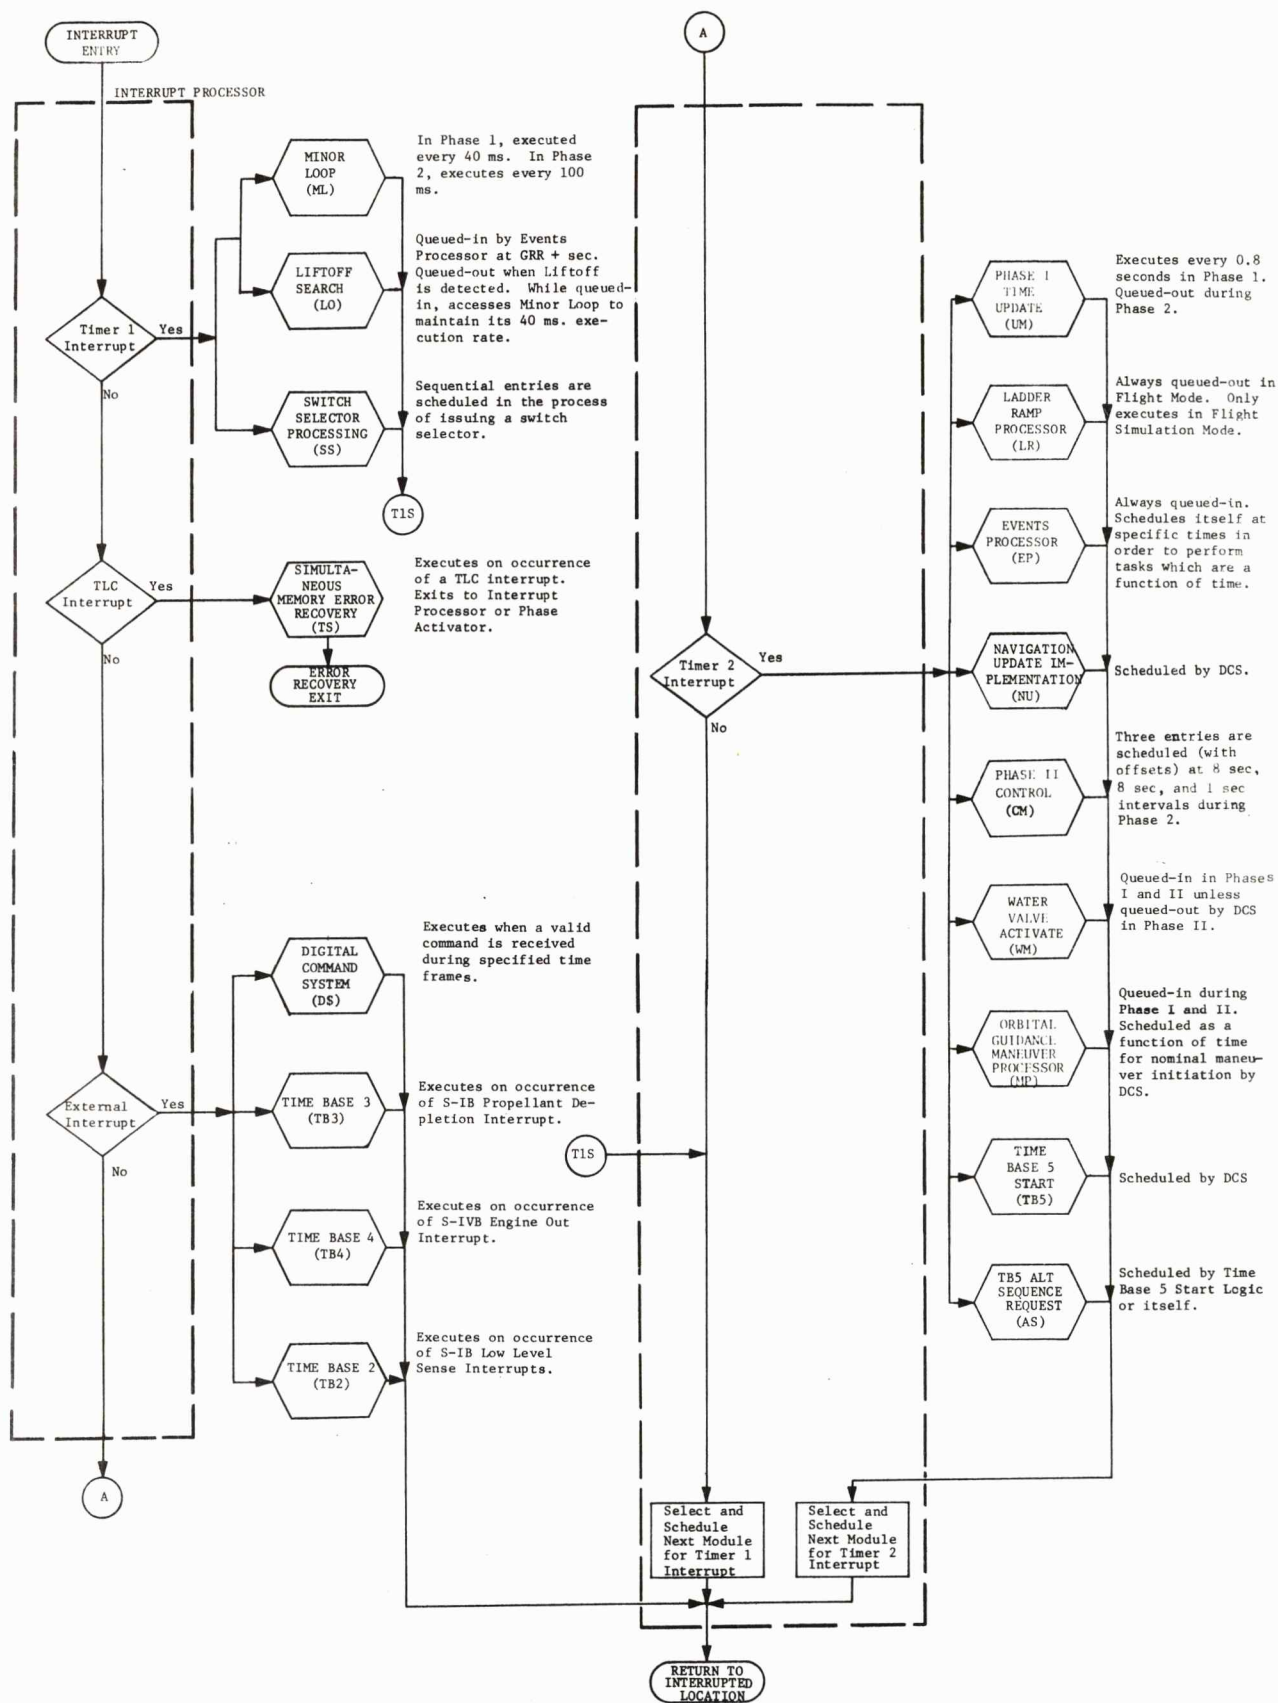 INTERRUPT
ENTRY
INTERRUPT PROCESSOR
MINOR
LOOP
(ML)
In Phase 1, executed
every 40 ms. In Phase
2, executes every 100
ms.
LIFTOFF
SEARCH
(LO)
Queued-in by Events
Processor at GRR + sec.
Queued-out when Liftoff
is detected. While queued-
in, accesses Minor Loop to
maintain its 40 ms. exe-
cution rate.
Timer 1
Interrupt
Yes
No
SWITCH
SELECTOR
PROCESSING
(SS)
Sequential entries are
scheduled in the process
of issuing a switch
selector.
T1S
TLC
Interrupt
Yes
No
SIMULTA-
NEOUS
MEMORY ERROR
RECOVERY
(TS)
Executes on occurrence
of a TLC interrupt.
Exits to Interrupt
Processor or Phase
Activator.
ERROR
RECOVERY
EXIT
DIGITAL
COMMAND
SYSTEM
(DS)
Executes when a valid
command is received
during specified time
frames.
External
Interrupt
Yes
No
TIME BASE 3
(TB3)
Executes on occurrence
of S-IB Propellant De-
pletion Interrupt.
TIME BASE 4
(TB4)
Executes on occurrence
of S-IVB Engine Out
Interrupt.
TIME BASE 2
(TB2)
Executes on occurrence
of S-IB Low Level
Sense Interrupts.
A
A
Timer 2
Interrupt
Yes
No
PHASE I
TIME
UPDATE
(UM)
Executes every 0.8
seconds in Phase 1.
Queued-out during
Phase 2.
LADDER
RAMP
PROCESSOR
(LR)
Always queued-out in
Flight Mode. Only
executes in Flight
Simulation Mode.
EVENTS
PROCESSOR
(EP)
Always queued-in.
Schedules itself at
specific times in
order to perform
tasks which are a
function of time.
NAVIGATION
UPDATE IM-
PLEMENTATION
(NU)
Scheduled by DCS.
PHASE II
CONTROL
(CM)
Three entries are
scheduled (with
offsets) at 8 sec,
8 sec, and 1 sec
intervals during
Phase 2.
WATER
VALVE
ACTIVATE
(WM)
Queued-in in Phases
I and II unless
queued-out by DCS
in Phase II.
ORBITAL
GUIDANCE
MANEUVER
PROCESSOR
(MP)
Queued-in during
Phase I and II.
Scheduled as a
function of time
for nominal maneu-
ver initiation by
DCS.
T1S
TIME
BASE 5
START
(TB5)
Scheduled by DCS
TB5 ALT
SEQUENCE
REQUEST
(AS)
Scheduled by Time
Base 5 Start Logic
or itself.
Select and
Schedule
Next Module
for Timer 1
Interrupt
Select and
Schedule
Next Module
for Timer 2
Interrupt
RETURN TO
INTERRUPTED
LOCATION